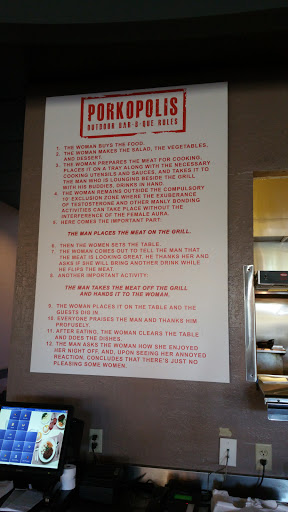 PORKOPOLIS
OUTDOOR BAR-B-QUE RULES
1. THE WOMAN BUYS THE FOOD.
2. THE WOMAN MAKES THE SALAD, THE VEGETABLES,
AND DESSERT.
3. THE WOMAN PREPARES THE MEAT FOR COOKING,
PLACES IT ON A TRAY ALONG WITH THE NECESSARY
COOKING UTENSILS AND SAUCES, AND TAKES IT TO
THE MAN WHO IS LOUNGING BESIDE THE GRILL
WITH HIS BUDDIES, DRINKS IN HAND.
4. THE WOMAN REMAINS OUTSIDE THE COMPULSORY
10' EXCLUSION ZONE WHERE THE EXUBERANCE
OF TESTOSTERONE AND OTHER MANLY BONDING
ACTIVITIES CAN TAKE PLACE WITHOUT THE
INTERFERENCE OF THE FEMALE AURA.
5. HERE COMES THE IMPORTANT PART:
THE MAN PLACES THE MEAT ON THE GRILL.
6. THEN THE WOMEN SETS THE TABLE.
7. THE WOMAN COMES OUT TO TELL THE MAN THAT
THE MEAT IS LOOKING GREAT. HE THANKS HER AND
ASKS IF SHE WILL BRING ANOTHER DRINK WHILE
HE FLIPS THE MEAT.
8. ANOTHER IMPORTANT ACTIVITY:
THE MAN TAKES THE MEAT OFF THE GRILL
AND HANDS IT TO THE WOMAN.
9. THE WOMAN PLACES IT ON THE TABLE AND THE
GUESTS DIG IN.
10. EVERYONE PRAISES THE MAN AND THANKS HIM
PROFUSELY.
11. AFTER EATING, THE WOMAN CLEARS THE TABLE
AND DOES THE DISHES.
12. THE MAN ASKS THE WOMAN HOW SHE ENJOYED
HER NIGHT OFF, AND, UPON SEEING HER ANNOYED
REACTION, CONCLUDES THAT THERE'S JUST NO
PLEASING SOME WOMEN.